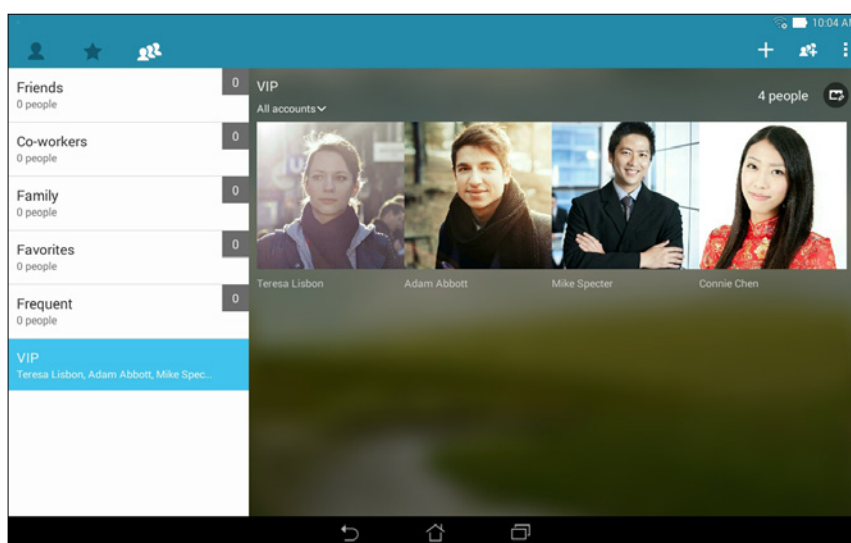 10:04 AM
Friends
0
0 people
Co-workers
0
0 people
Family
0
0 people
Favorites
0
0 people
Frequent
0
0 people
VIP
Teresa Lisbon, Adam Abbott, Mike Spec...
VIP
4 people
All accounts
Teresa Lisbon
Adam Abbott
Mike Specter
Connie Chen